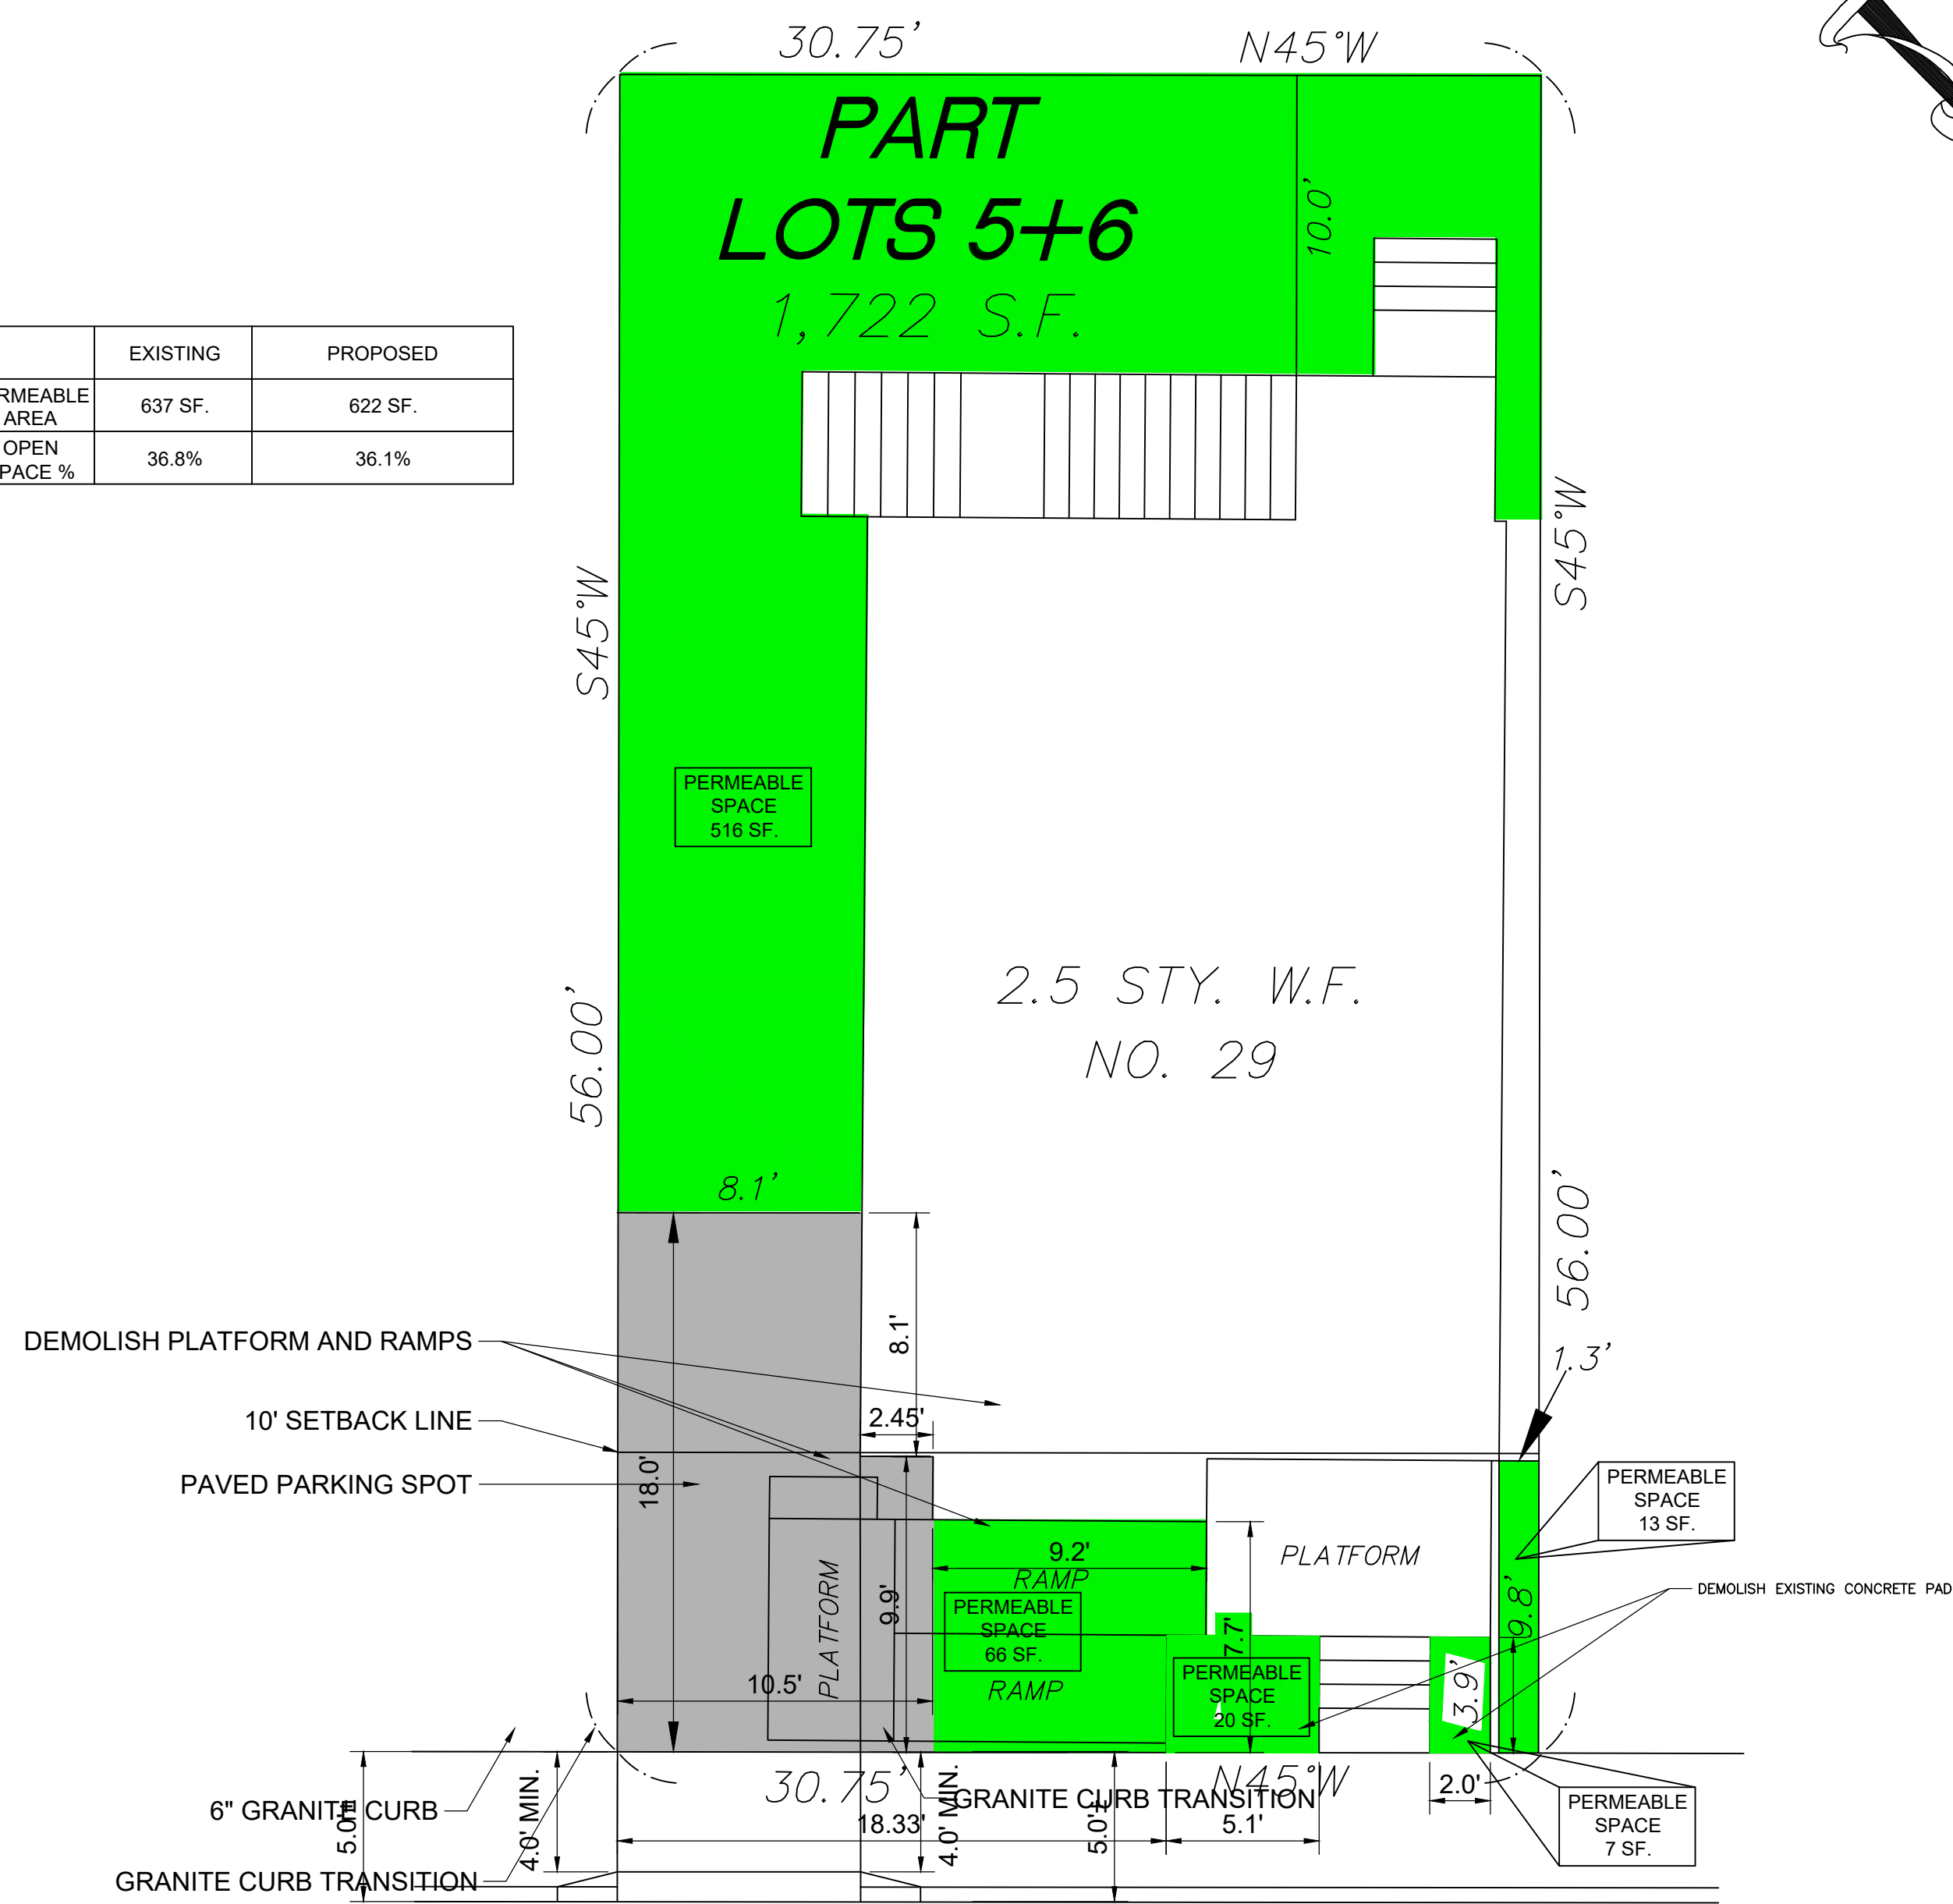 30.75'
N45°W
PART
LOTS 5+6
1,722 S.F.
10.0'
EXISTING
PROPOSED
RMEABLE
AREA
637 SF.
622 SF.
OPEN
PACE %
36.8%
36.1%
S45°W
S45°W
PERMEABLE
SPACE
516 SF.
2.5 STY. W.F.
NO. 29
56.00'
56.00'
8.1'
8.1'
DEMOLISH PLATFORM AND RAMPS
1.3'
10' SETBACK LINE
2.45'
PAVED PARKING SPOT
18.0'
PERMEABLE
SPACE
13 SF.
9.2'
RAMP
PLATFORM
PLATFORM
9.9'
PERMEABLE
SPACE
66 SF.
RAMP
7.7'
9.8'
DEMOLISH EXISTING CONCRETE PAD
10.5'
PERMEABLE
SPACE
20 SF.
3.9'
30.75'
N45°W
2.0'
6" GRANITE CURB
GRANITE CURB TRANSITION
5.0'±
4.0' MIN.
18.33'
4.0' MIN.
5.0'±
5.1'
PERMEABLE
SPACE
7 SF.
GRANITE CURB TRANSITION